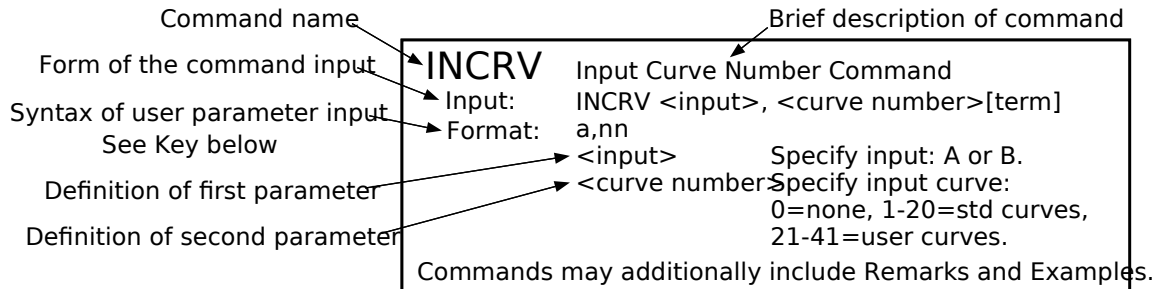 Command name
Brief description of command
INCRV Input Curve Number Command
Form of the command input
Input: INCRV <input>, <curve number>[term]
Syntax of user parameter input
See Key below
Format: a,nn
<input> Specify input: A or B.
Definition of first parameter
<curve number> Specify input curve:
0=none, 1-20=std curves,
21-41=user curves.
Definition of second parameter
Commands may additionally include Remarks and Examples.